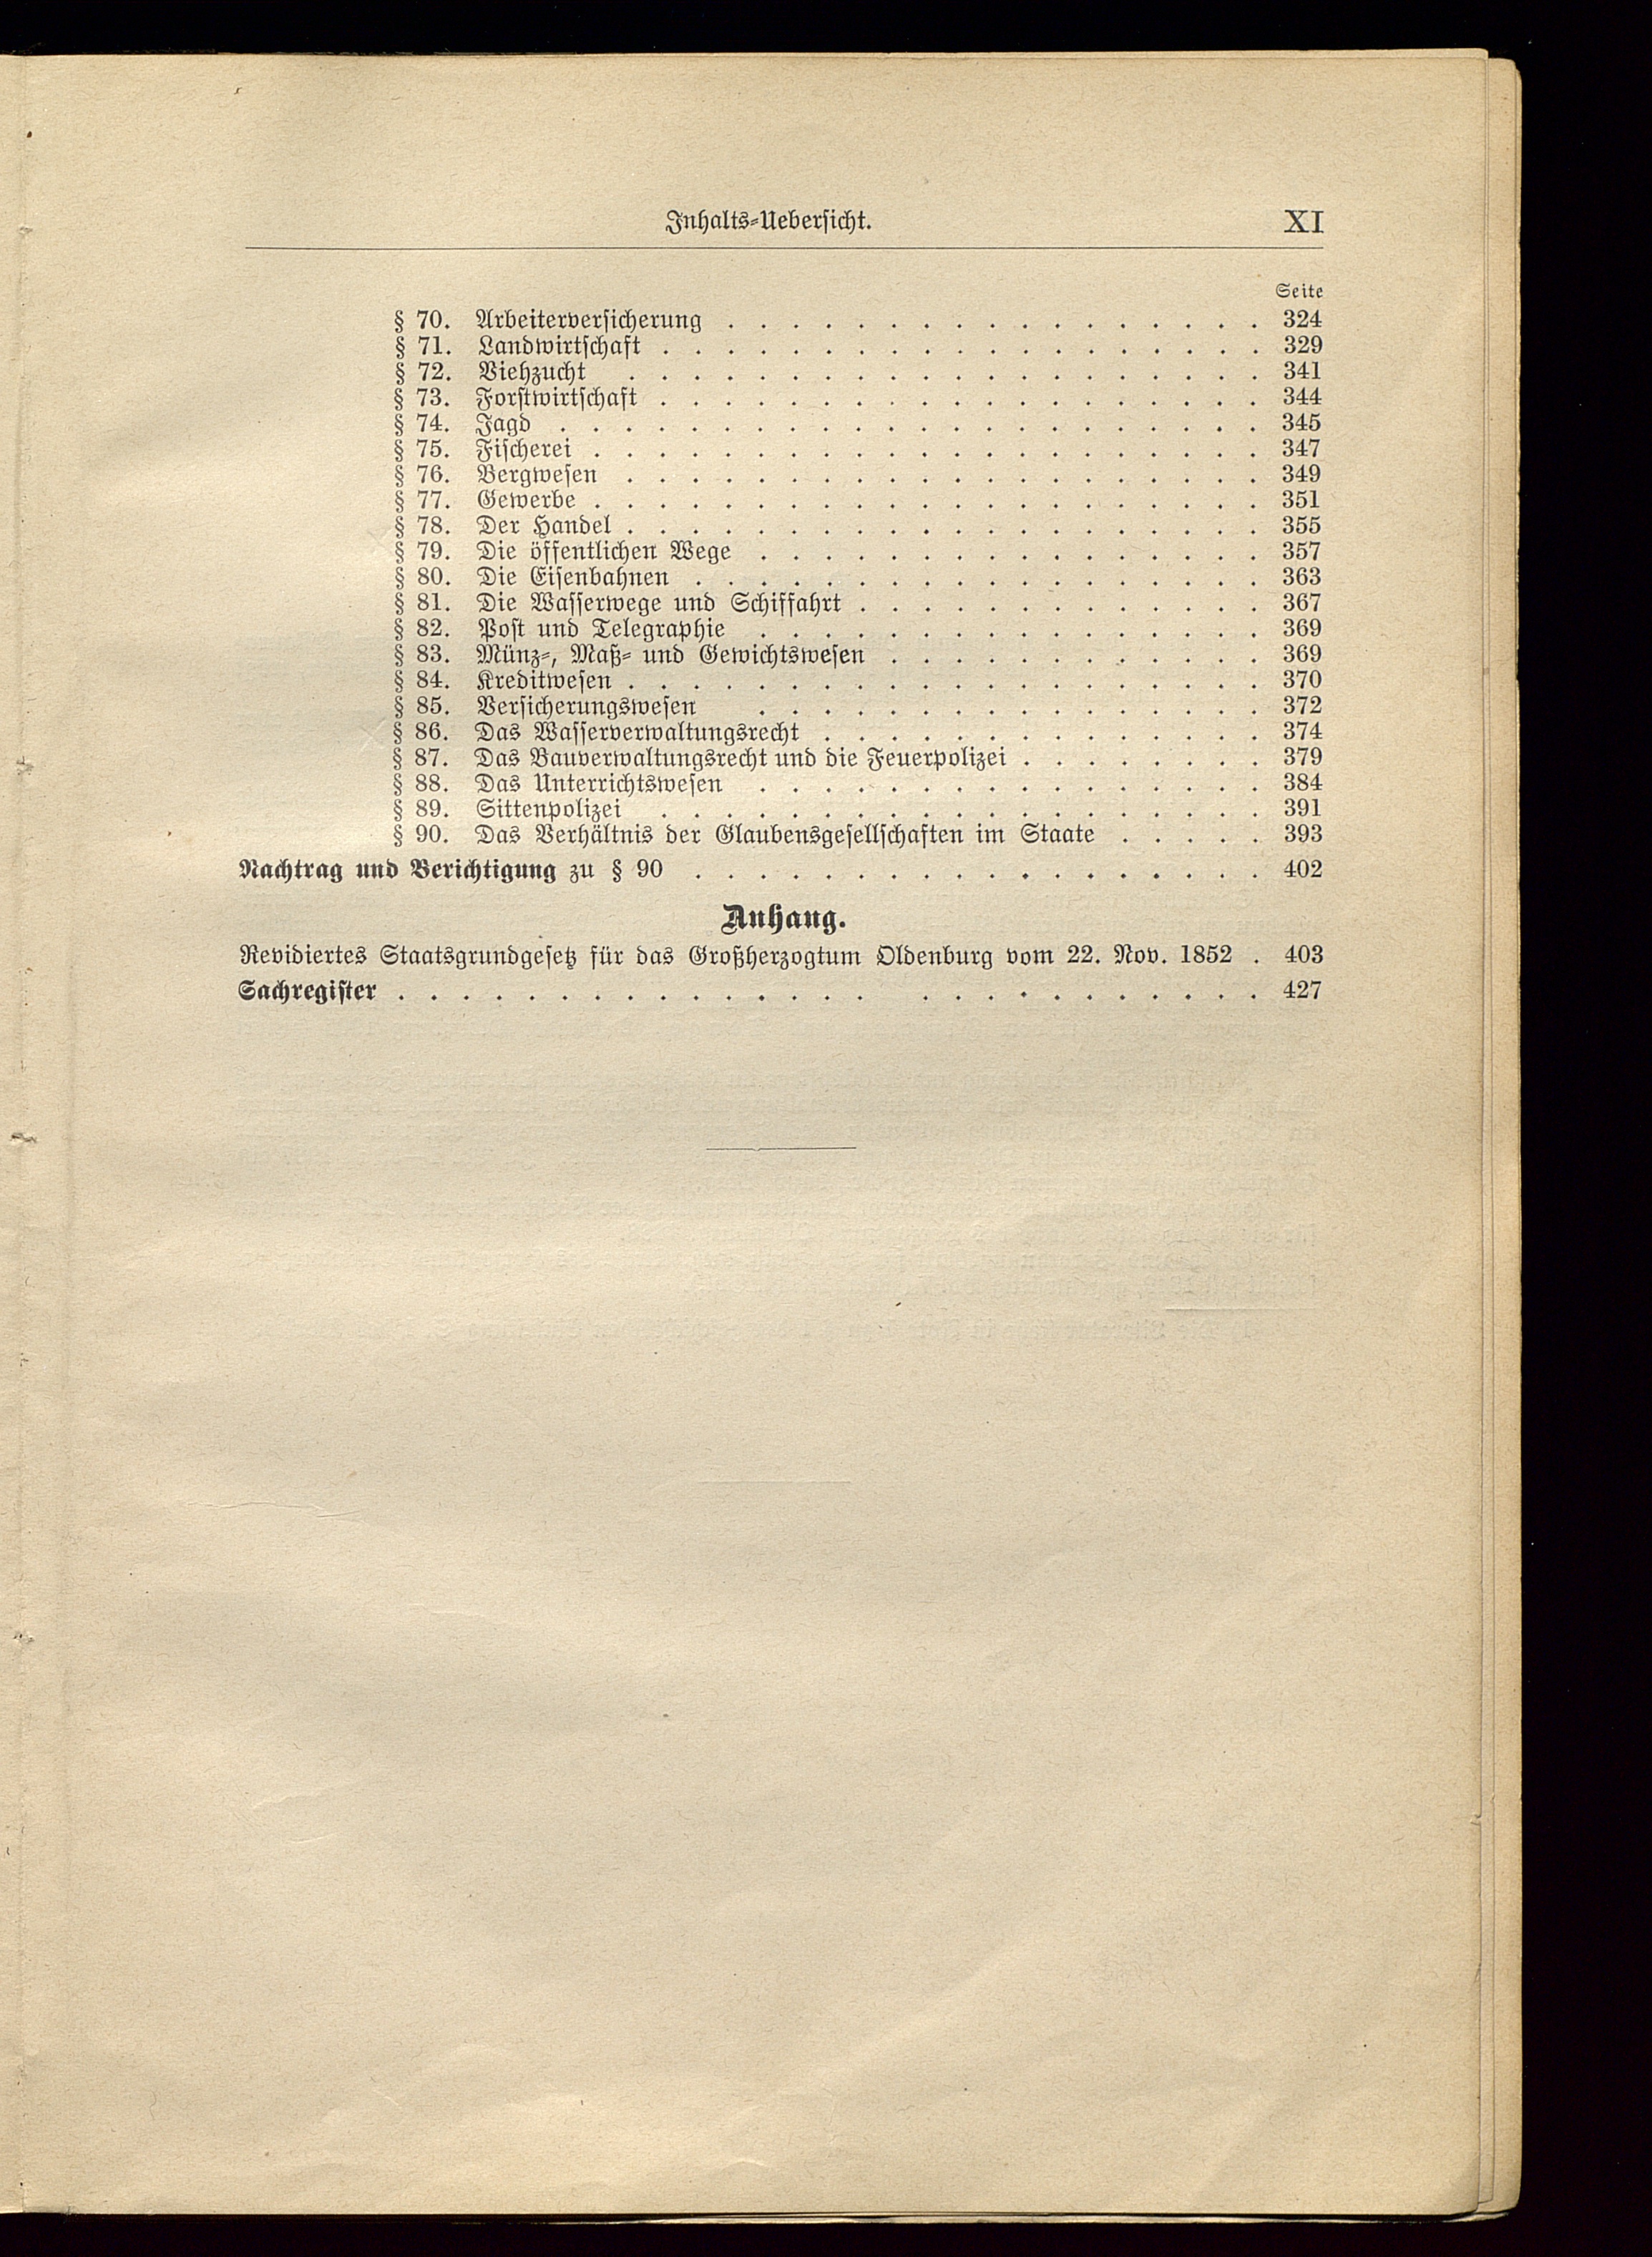 Inhalts-Uebersicht. XI
Seite
§ 70. Arbeiterversicherung . . . . . . . . . . . . . . . . . 324
§ 71. Landwirtschaft . . . . . . . . . . . . . . . . . . . 329
§ 72. Viehzucht . . . . . . . . . . . . . . . . . . . . 341
§ 73. Forstwirtschaft . . . . . . . . . . . . . . . . . . . 344
§ 74. Jagd . . . . . . . . . . . . . . . . . . . . . . 345
§ 75. Fischerei . . . . . . . . . . . . . . . . . . . . . 347
§ 76. Bergwesen . . . . . . . . . . . . . . . . . . . . 349
§ 77. Gewerbe . . . . . . . . . . . . . . . . . . . . . 351
§ 78. Der Handel . . . . . . . . . . . . . . . . . . . . 355
§ 79. Die öffentlichen Wege . . . . . . . . . . . . . . . . 357
§ 80. Die Eisenbahnen . . . . . . . . . . . . . . . . . . 363
§ 81. Die Wasserwege und Schiffahrt . . . . . . . . . . . . . 367
§ 82. Post und Telegraphie . . . . . . . . . . . . . . . . 369
§ 83. Münz-, Maß- und Gewichtswesen . . . . . . . . . . . . 369
§ 84. Kreditwesen . . . . . . . . . . . . . . . . . . . . 370
§ 85. Versicherungswesen . . . . . . . . . . . . . . . . 372
§ 86. Das Wasserverwaltungsrecht . . . . . . . . . . . . . . 374
§ 87. Das Bauverwaltungsrecht und die Feuerpolizei . . . . . . . . 379
§ 88. Das Unterrichtswesen . . . . . . . . . . . . . . . . 384
§ 89. Sittenpolizei . . . . . . . . . . . . . . . . . . . 391
§ 90. Das Verhältnis der Glaubensgesellschaften im Staate . . . . . 393
Nachtrag und Berichtigung zu § 90 . . . . . . . . . . . . . . . . . . 402
Anhang.
Revidiertes Staatsgrundgesetz für das Großherzogtum Oldenburg vom 22. Nov. 1852 . 403
Sachregister . . . . . . . . . . . . . . . . . . . . . . . . . . 427